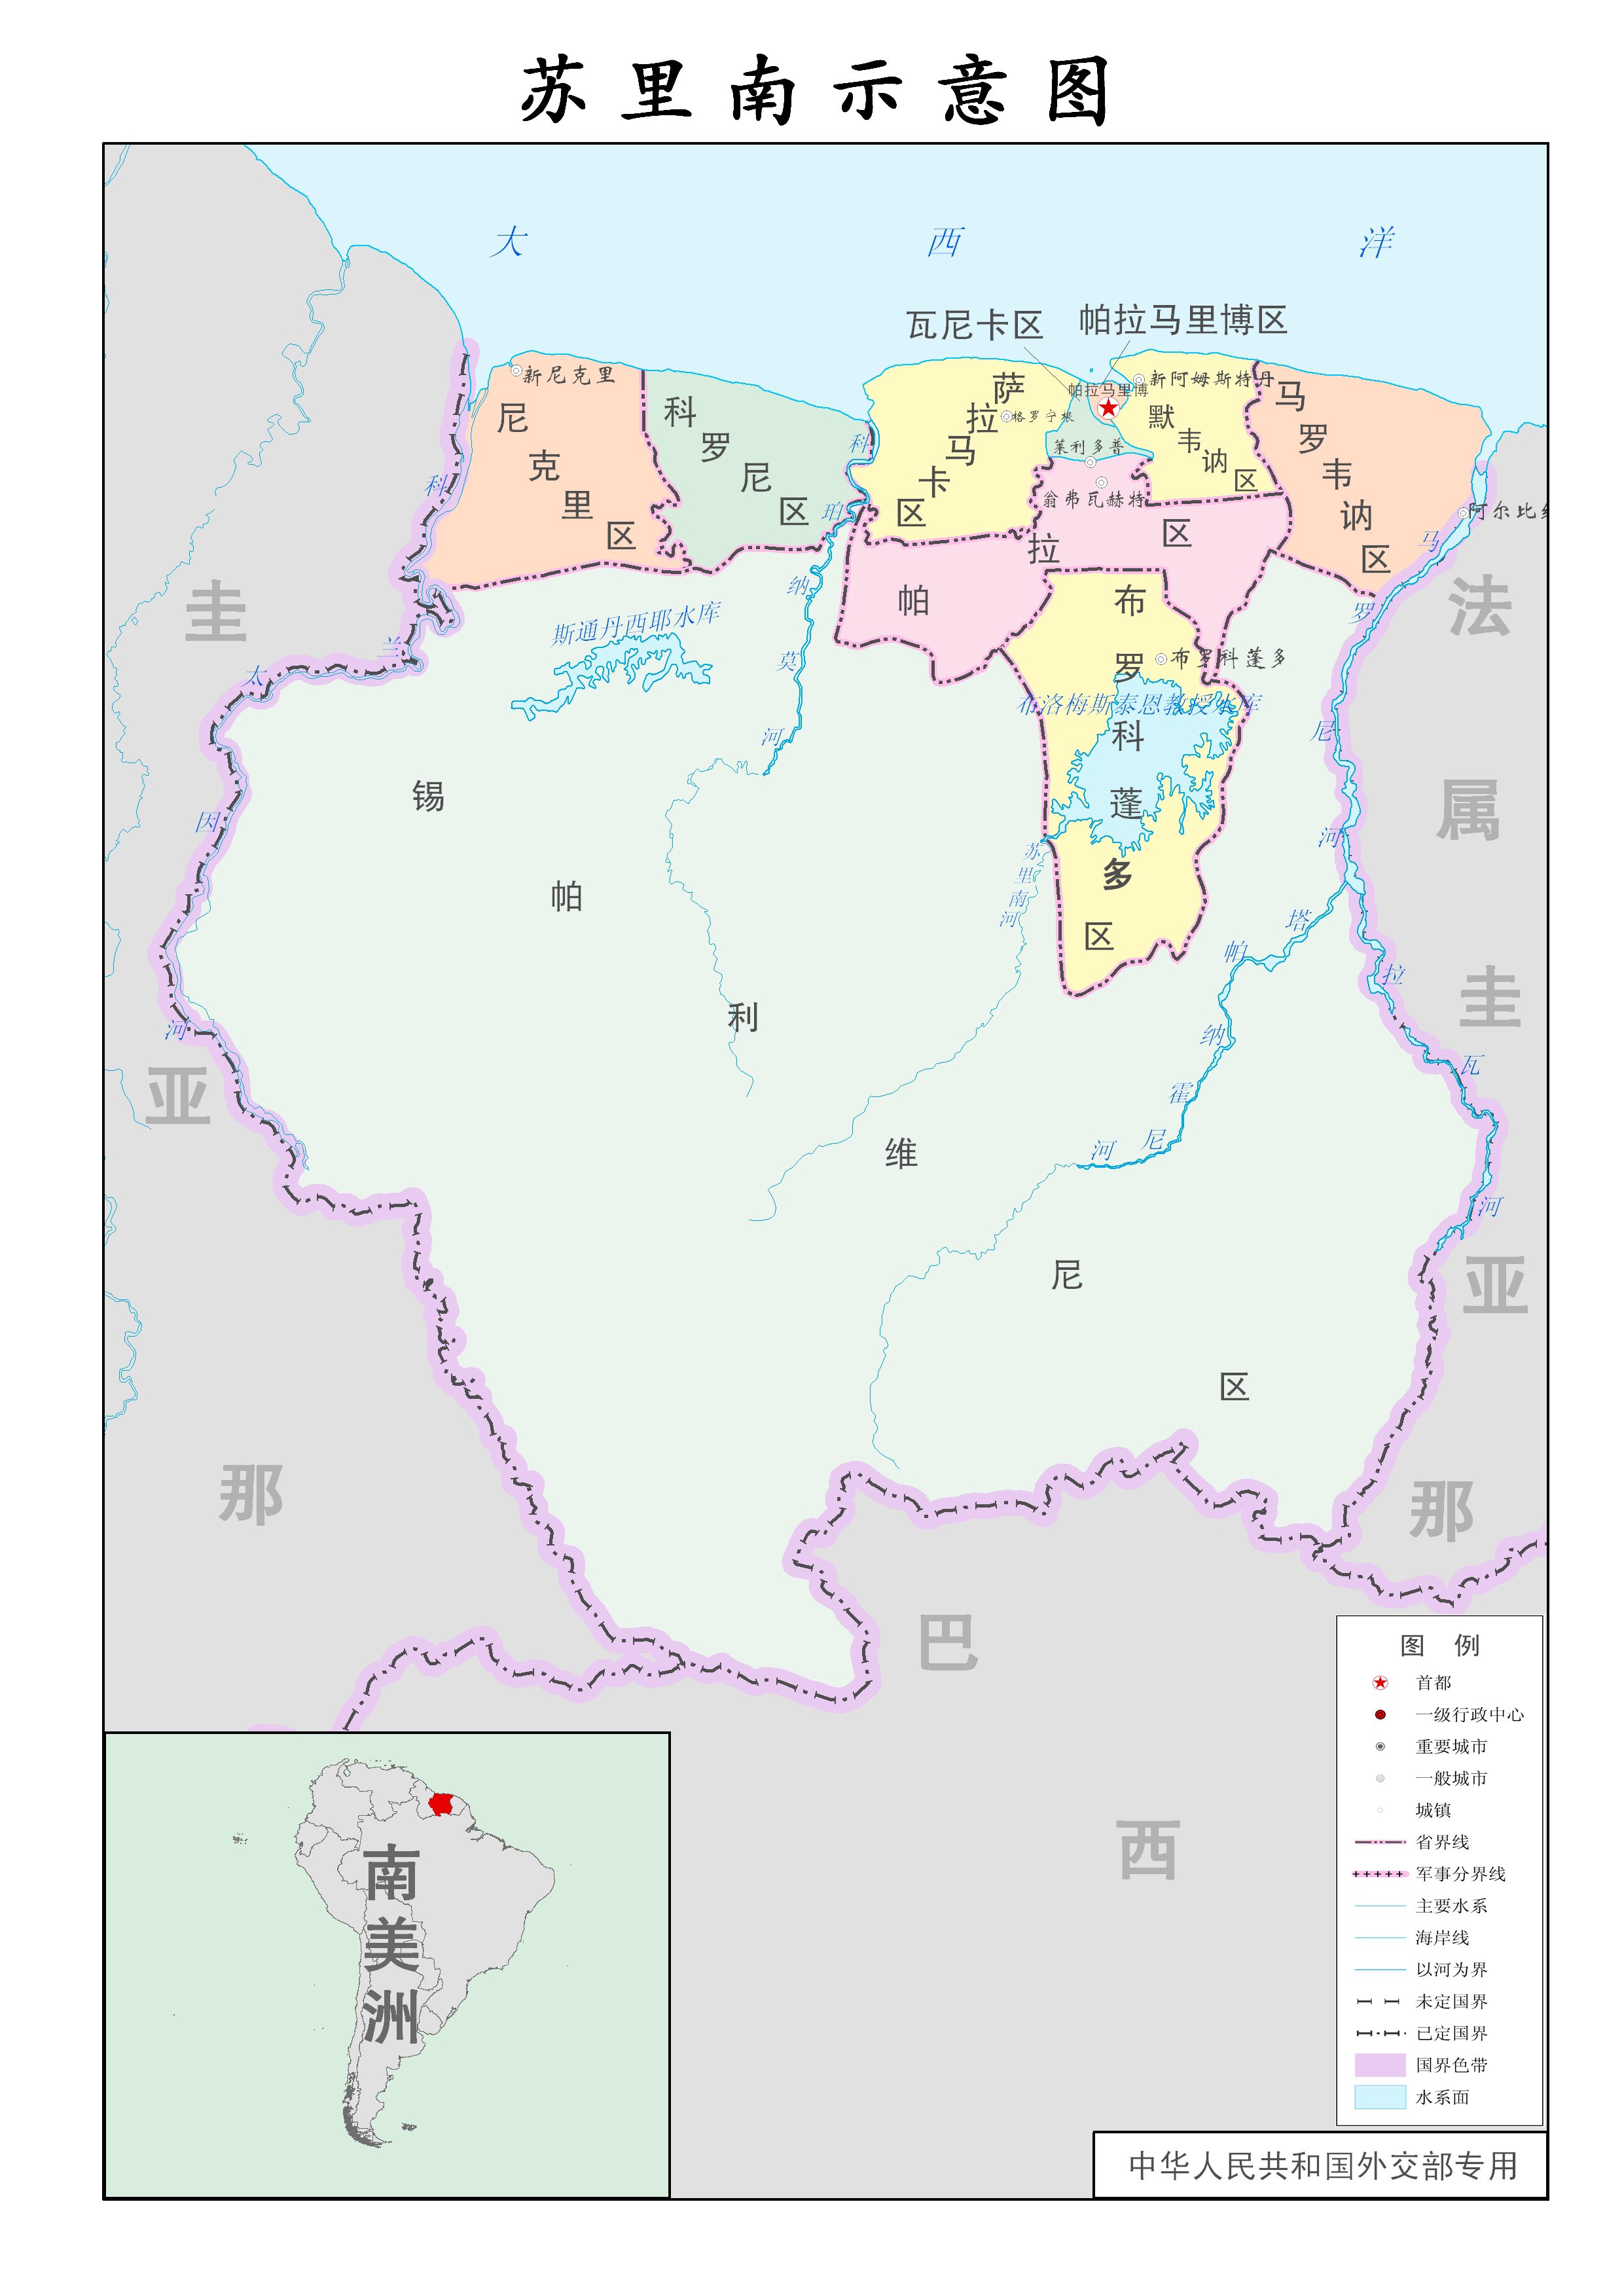 苏里南示意图
大西洋
瓦尼卡区
帕拉马里博区
新尼克里
尼克里区
科罗尼区
萨拉马卡区
格罗宁根
帕拉马里博
新阿姆斯特丹
默韦讷区
莱利多普
翁弗瓦赫特
马罗韦讷区
阿尔比
帕拉区
布罗科蓬多区
布罗科蓬多
布洛梅斯泰恩教授水库
斯通丹西耶水库
科珀纳莫河
科兰太因河
苏里南河
马罗尼河
塔帕纳霍尼河
拉瓦河
锡帕利维尼区
圭亚那
法属圭亚那
巴西
南美洲
图例
首都
一级行政中心
重要城市
一般城市
城镇
省界线
军事分界线
主要水系
海岸线
以河为界
未定国界
已定国界
国界色带
水系面
中华人民共和国外交部专用